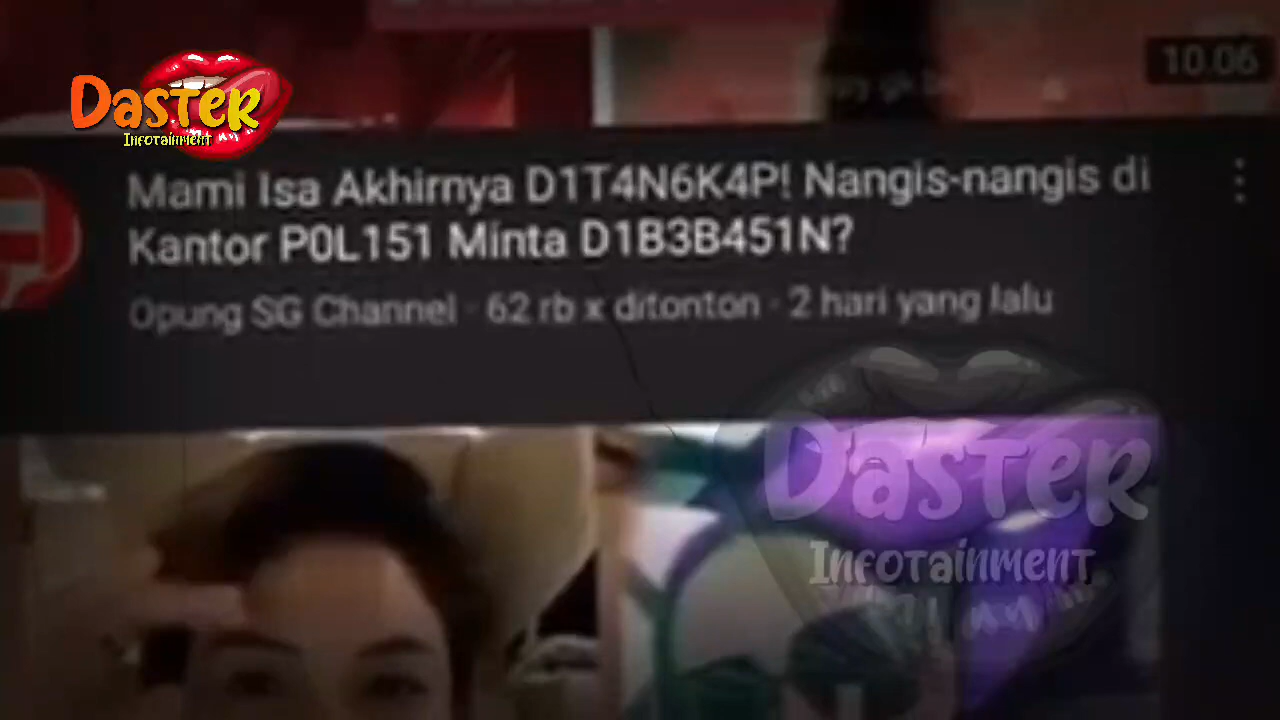 DASTER
INFOTAINMENT
10.06
Mami Isa Akhirnya D1T4N6K4P! Nangis-nangis di
Kantor P0L151 Minta D1B3B451N?
Opung SG Channel · 62 rb x ditonton · 2 hari yang lalu
DASTER
INFOTAINMENT